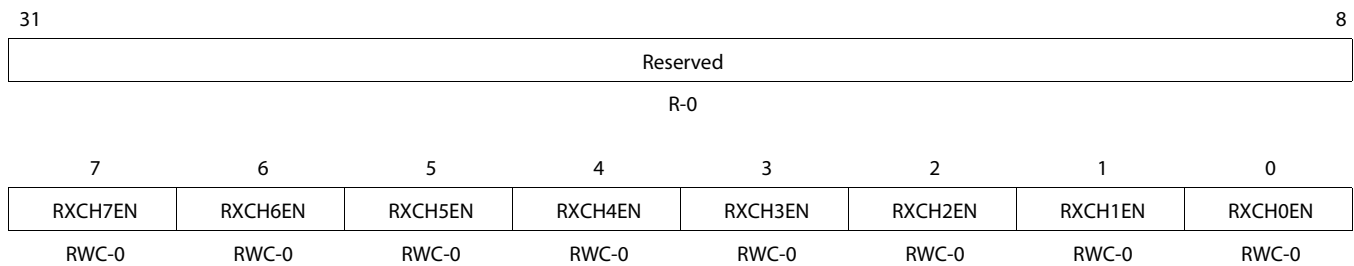 31 8
Reserved
R-0
7 6 5 4 3 2 1 0
RXCH7EN RXCH6EN RXCH5EN RXCH4EN RXCH3EN RXCH2EN RXCH1EN RXCH0EN
RWC-0 RWC-0 RWC-0 RWC-0 RWC-0 RWC-0 RWC-0 RWC-0